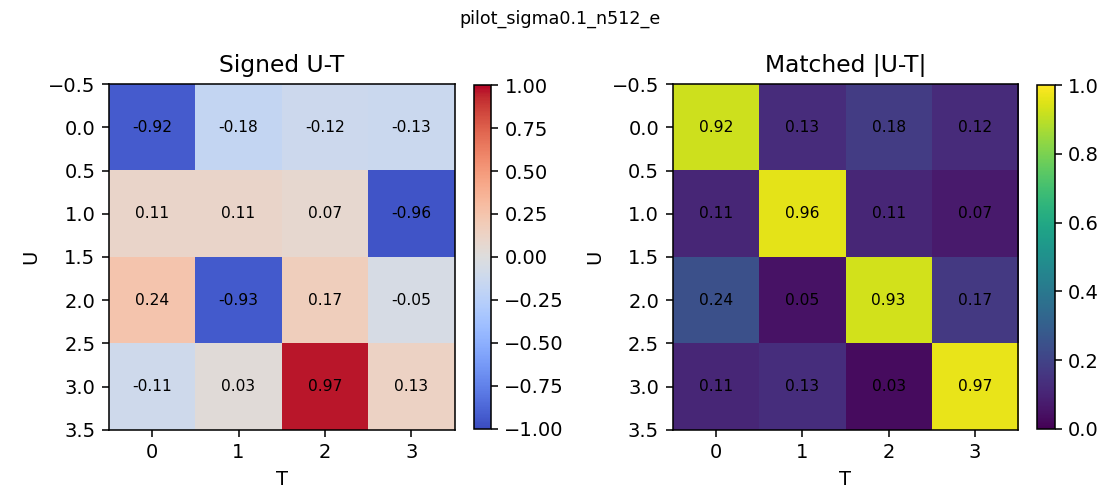 pilot_sigma0.1_n512_e
Signed U-T
−0.5
0.0
0.5
1.0
1.5
2.0
2.5
3.0
3.5
U
-0.92 -0.18 -0.12 -0.13
0.11 0.11 0.07 -0.96
0.24 -0.93 0.17 -0.05
-0.11 0.03 0.97 0.13
0 1 2 3
T
1.00
0.75
0.50
0.25
0.00
−0.25
−0.50
−0.75
−1.00
Matched |U-T|
−0.5
0.0
0.5
1.0
1.5
2.0
2.5
3.0
3.5
U
0.92 0.13 0.18 0.12
0.11 0.96 0.11 0.07
0.24 0.05 0.93 0.17
0.11 0.13 0.03 0.97
0 1 2 3
T
1.0
0.8
0.6
0.4
0.2
0.0